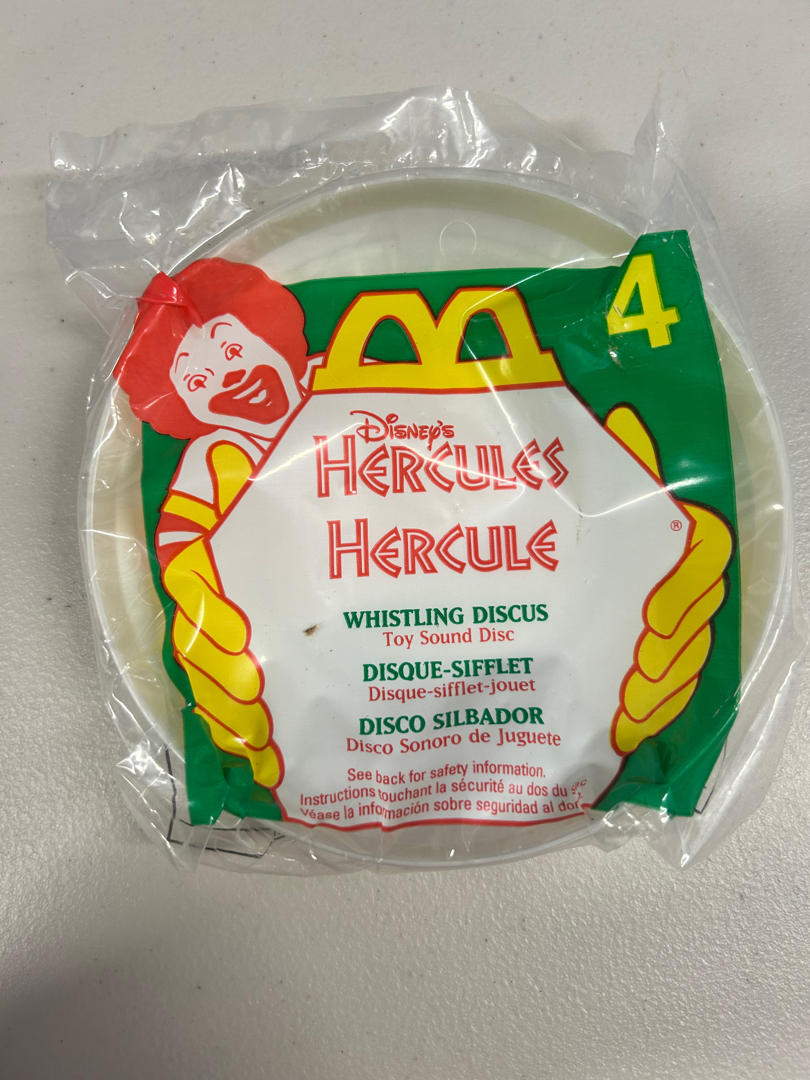 4
Disney's
HERCULES
HERCULE
®
WHISTLING DISCUS
Toy Sound Disc
DISQUE-SIFFLET
Disque-sifflet-jouet
DISCO SILBADOR
Disco Sonoro de Juguete
See back for safety information.
Instructions touchant la sécurité au dos du sac
Véase la información sobre seguridad al